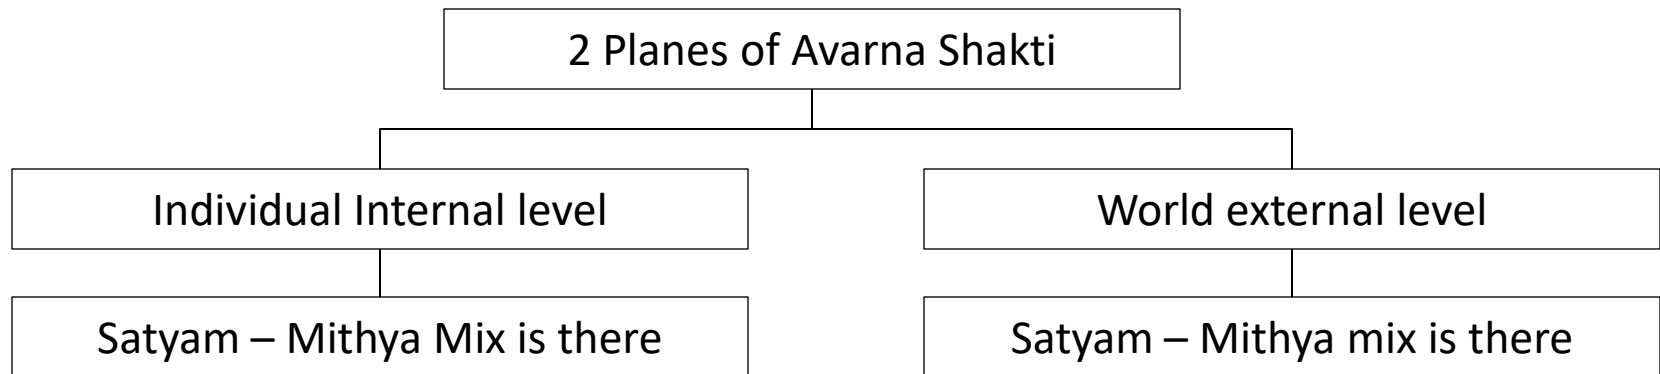 2 Planes of Avarna Shakti
Individual Internal level
World external level
Satyam – Mithya Mix is there
Satyam – Mithya mix is there